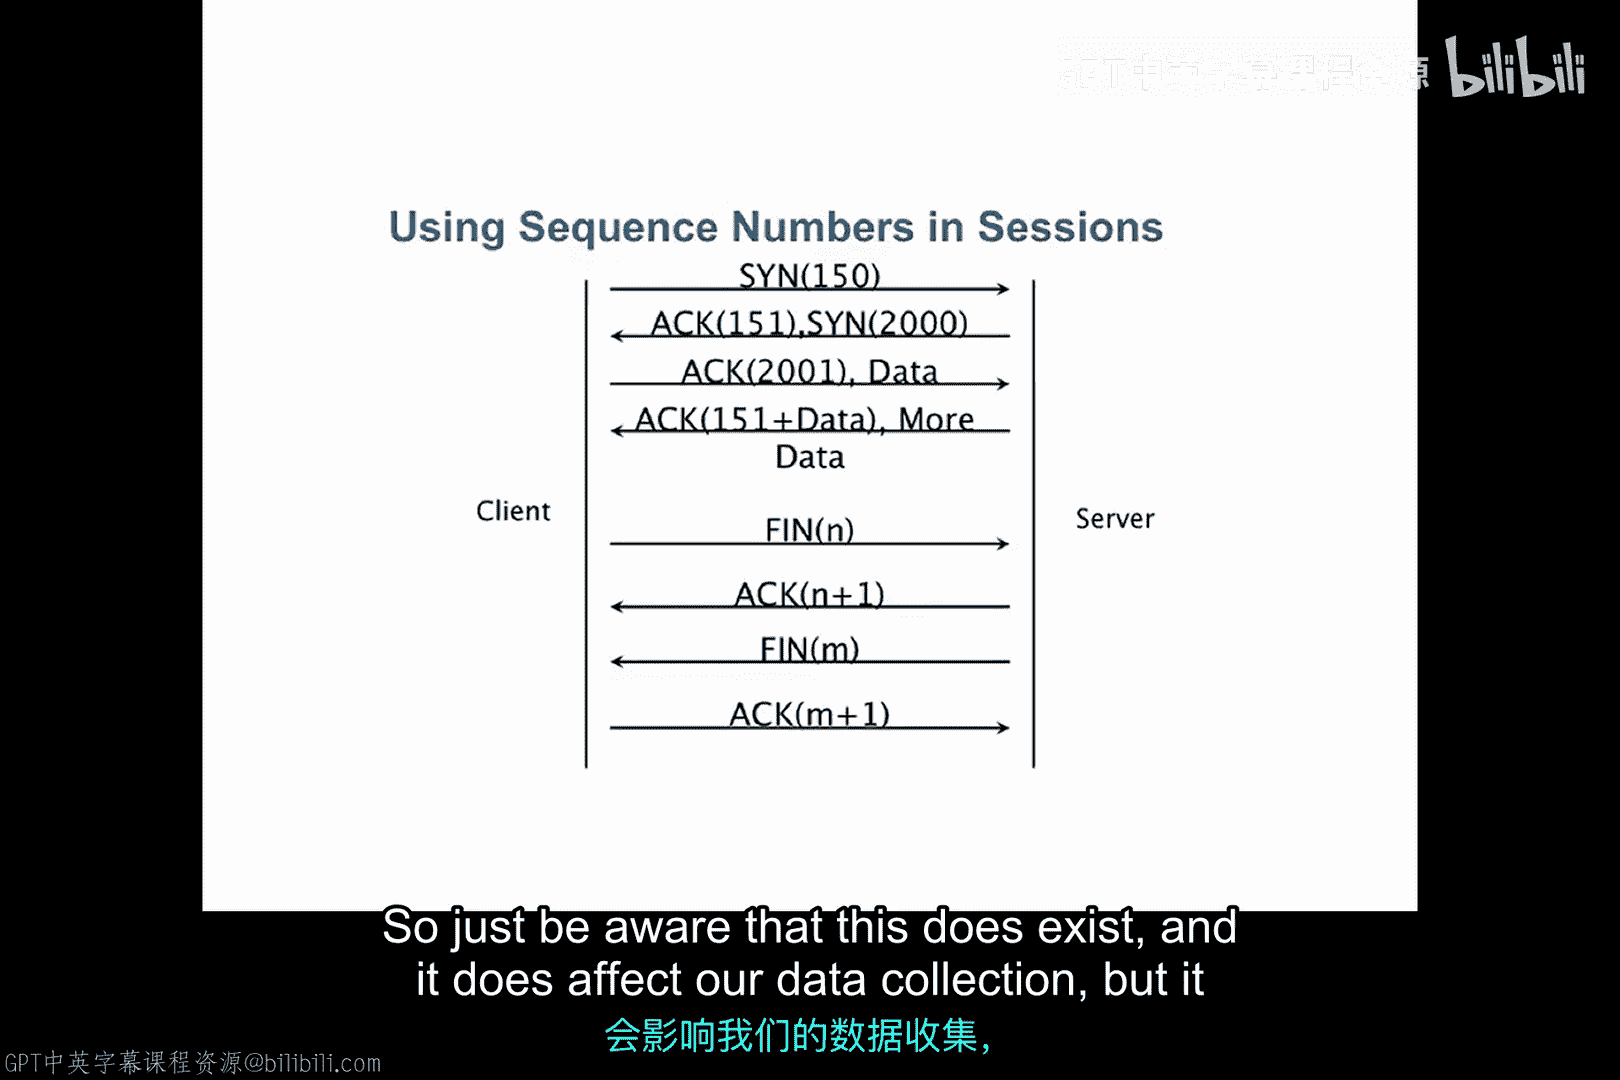 bilibili
Using Sequence Numbers in Sessions
SYN(150)
ACK(151),SYN(2000)
ACK(2001), Data
ACK(151+Data), More
Data
Client
Server
FIN(n)
ACK(n+1)
FIN(m)
ACK(m+1)
So just be aware that this does exist, and
it does affect our data collection, but it
会影响我们的数据收集，
GPT中英字幕课程资源@bilibili.com